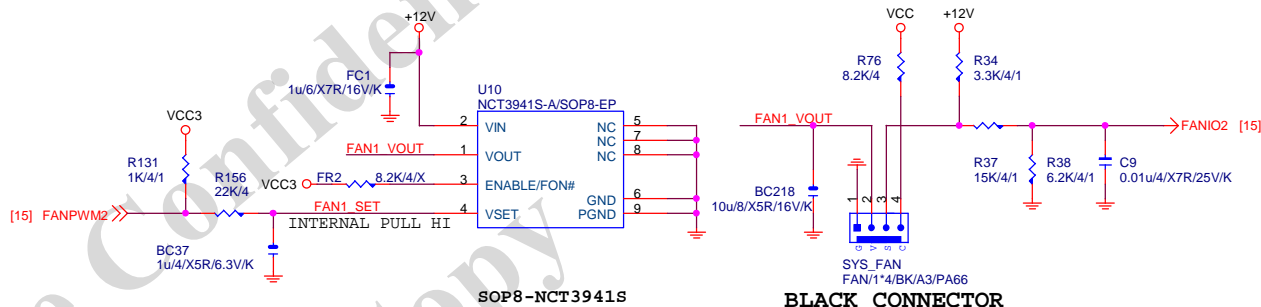 +12V
VCC
+12V
FC1
1u/6/X7R/16V/K
U10
NCT3941S-A/SOP8-EP
R76
8.2K/4
R34
3.3K/4/1
VCC3
2 VIN
NC 5
NC 7
NC 8
FAN1_VOUT
FANIO2 [15]
FAN1_VOUT
1 VOUT
R131
1K/4/1
R156
22K/4
VCC3
FR2
8.2K/4/X
3 ENABLE/FON#
GND 6
PGND 9
R37
15K/4/1
R38
6.2K/4/1
C9
0.01u/4/X7R/25V/K
BC218
10u/8/X5R/16V/K
[15] FANPWM2
FAN1_SET
4 VSET
INTERNAL PULL HI
1 2 3 4
G V S C
BC37
1u/4/X5R/6.3V/K
SYS_FAN
FAN/1*4/BK/A3/PA66
SOP8-NCT3941S
BLACK CONNECTOR
Confiden
Copy